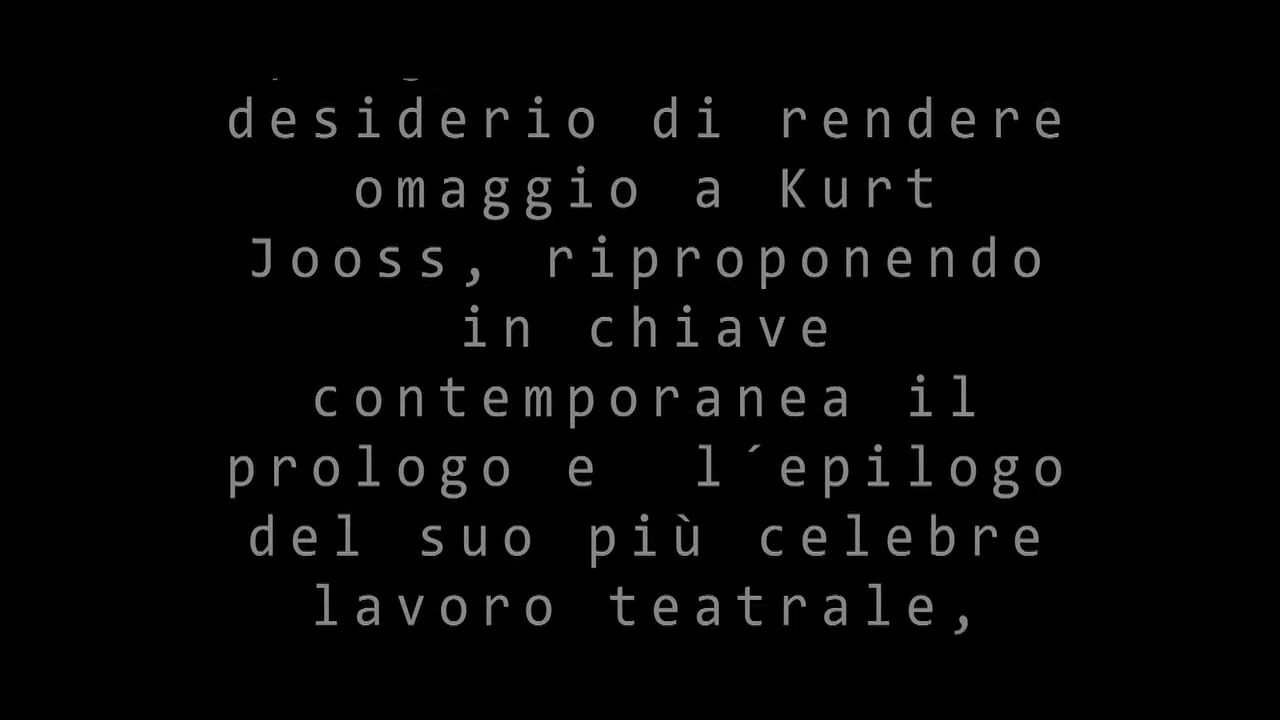 desiderio di rendere
omaggio a Kurt
Jooss, riproponendo
in chiave
contemporanea il
prologo e  l´epilogo
del suo più celebre
lavoro teatrale,